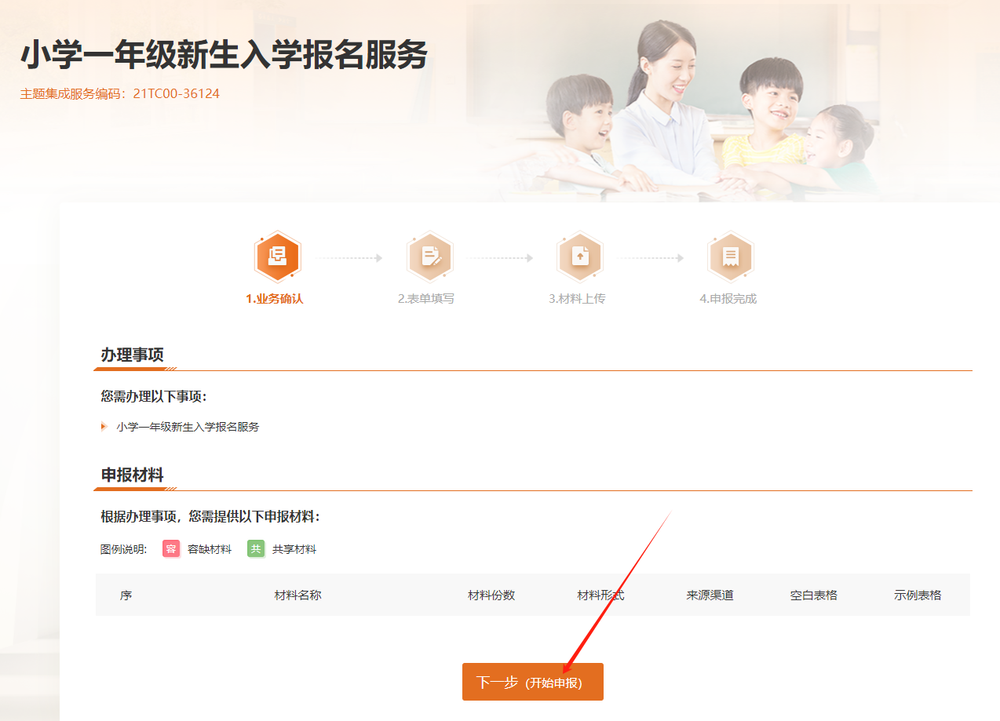 小学一年级新生入学报名服务
主题集成服务编码：21TC00-36124
1.业务确认 2.表单填写 3.材料上传 4.申报完成
办理事项
您需办理以下事项：
小学一年级新生入学报名服务
申报材料
根据办理事项，您需提供以下申报材料：
图例说明: 容 容缺材料 共 共享材料
序 材料名称 材料份数 材料形式 来源渠道 空白表格 示例表格
下一步 (开始申报)